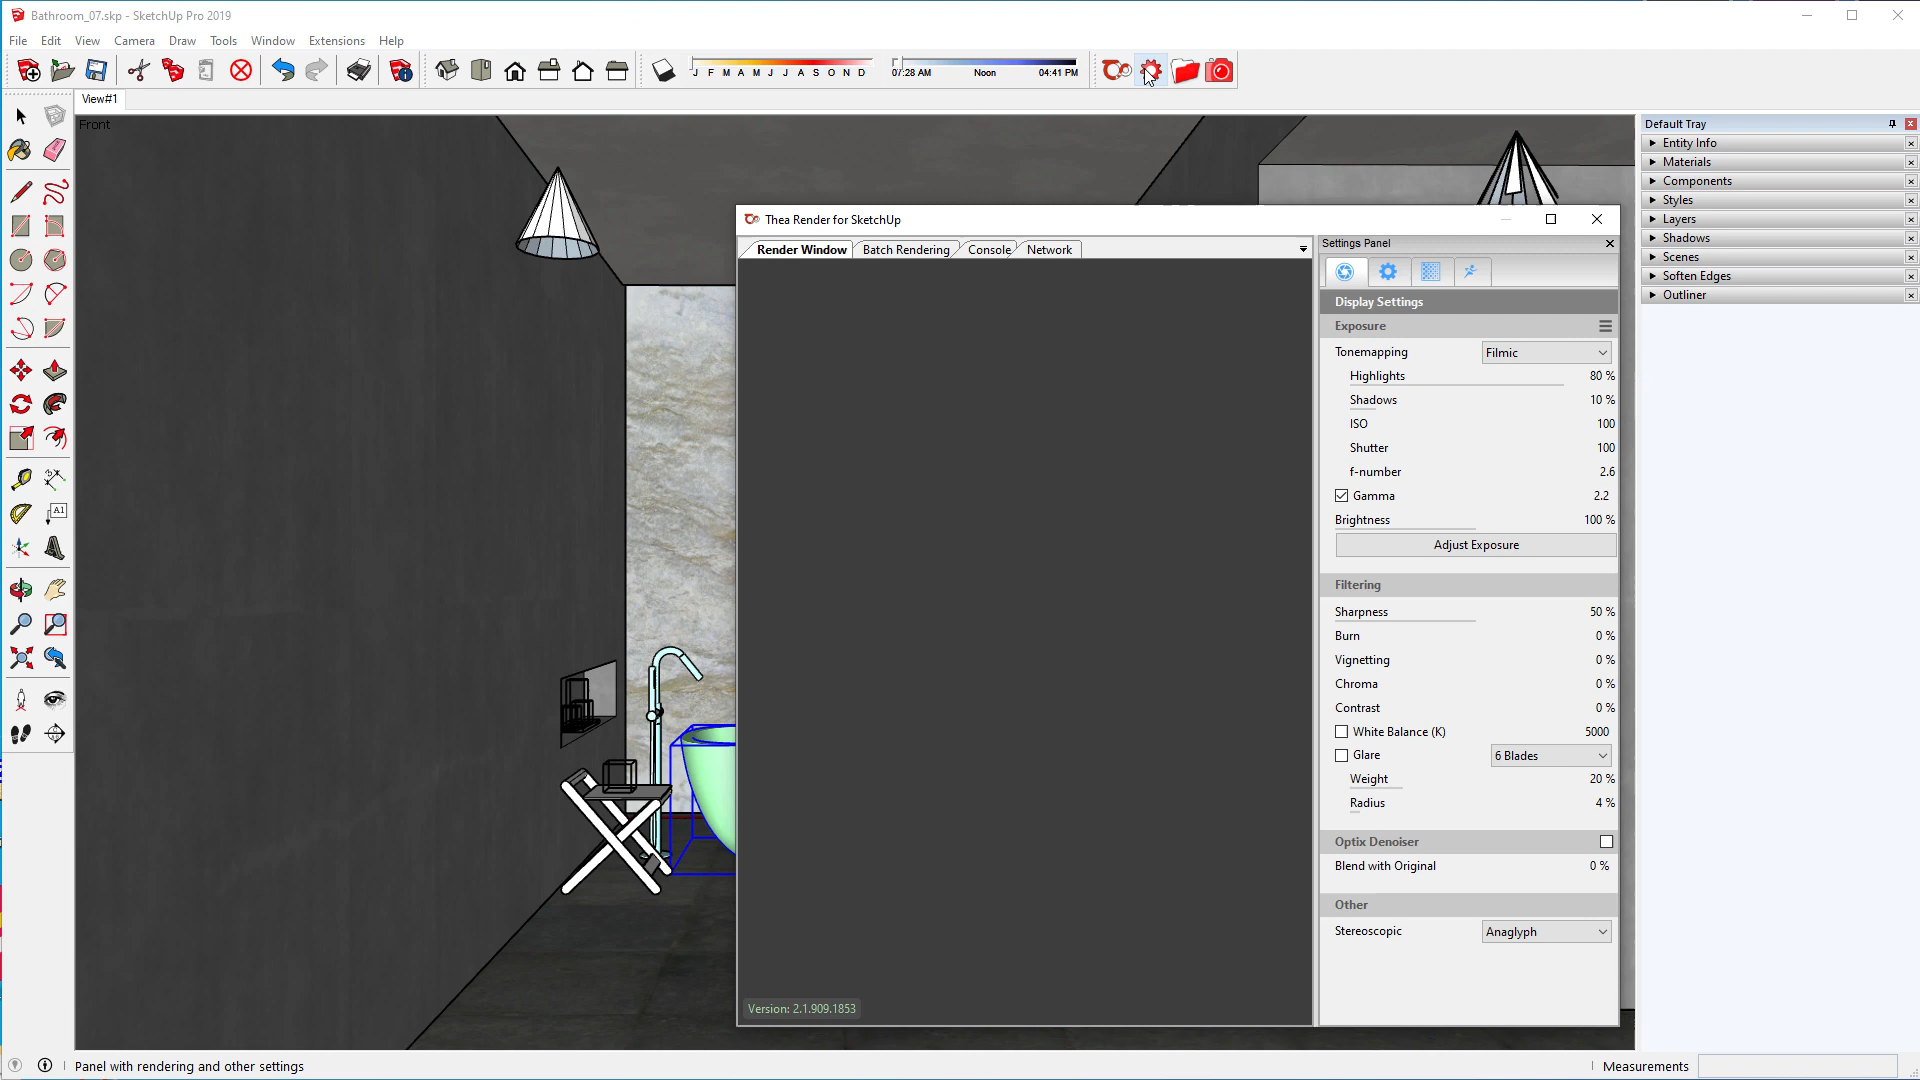 Bathroom_07.skp - SketchUp Pro 2019
File Edit View Camera Draw Tools Window Extensions Help
J F M A M J J A S O N D
07:28 AM Noon 04:41 PM
View#1
Front
A1
Thea Render for SketchUp
Render Window Batch Rendering Console Network
Version: 2.1.909.1853
Settings Panel
Display Settings
Exposure
Tonemapping Filmic
Highlights 80 %
Shadows 10 %
ISO 100
Shutter 100
f-number 2.6
Gamma 2.2
Brightness 100 %
Adjust Exposure
Filtering
Sharpness 50 %
Burn 0 %
Vignetting 0 %
Chroma 0 %
Contrast 0 %
White Balance (K) 5000
Glare 6 Blades
Weight 20 %
Radius 4 %
Optix Denoiser
Blend with Original 0 %
Other
Stereoscopic Anaglyph
Default Tray
Entity Info
Materials
Components
Styles
Layers
Shadows
Scenes
Soften Edges
Outliner
Panel with rendering and other settings
Measurements